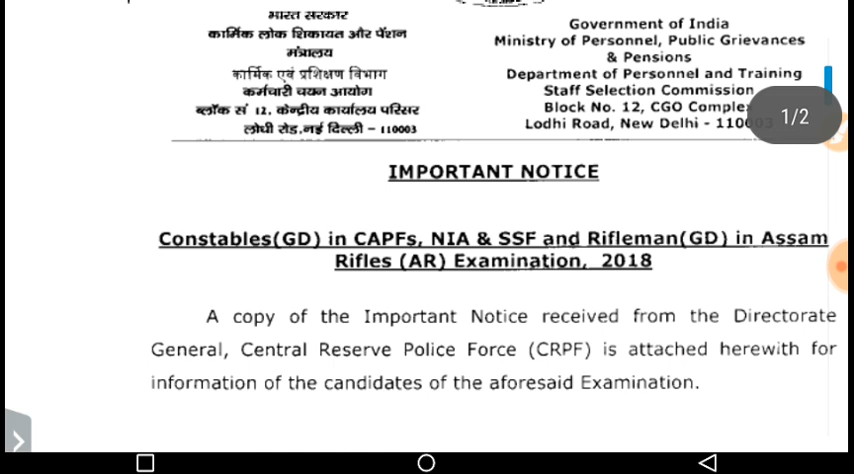 भारत सरकार
कार्मिक लोक शिकायत और पेंशन
मंत्रालय
कार्मिक एवं प्रशिक्षण विभाग
कर्मचारी चयन आयोग
ब्लॉक सं 12, केन्द्रीय कार्यालय परिसर
लोधी रोड,नई दिल्ली – 110003
Government of India
Ministry of Personnel, Public Grievances
& Pensions
Department of Personnel and Training
Staff Selection Commission
Block No. 12, CGO Comple
Lodhi Road, New Delhi - 110003
1/2
IMPORTANT NOTICE
Constables(GD) in CAPFs, NIA & SSF and Rifleman(GD) in Assam
Rifles (AR) Examination, 2018
A copy of the Important Notice received from the Directorate
General, Central Reserve Police Force (CRPF) is attached herewith for
information of the candidates of the aforesaid Examination.